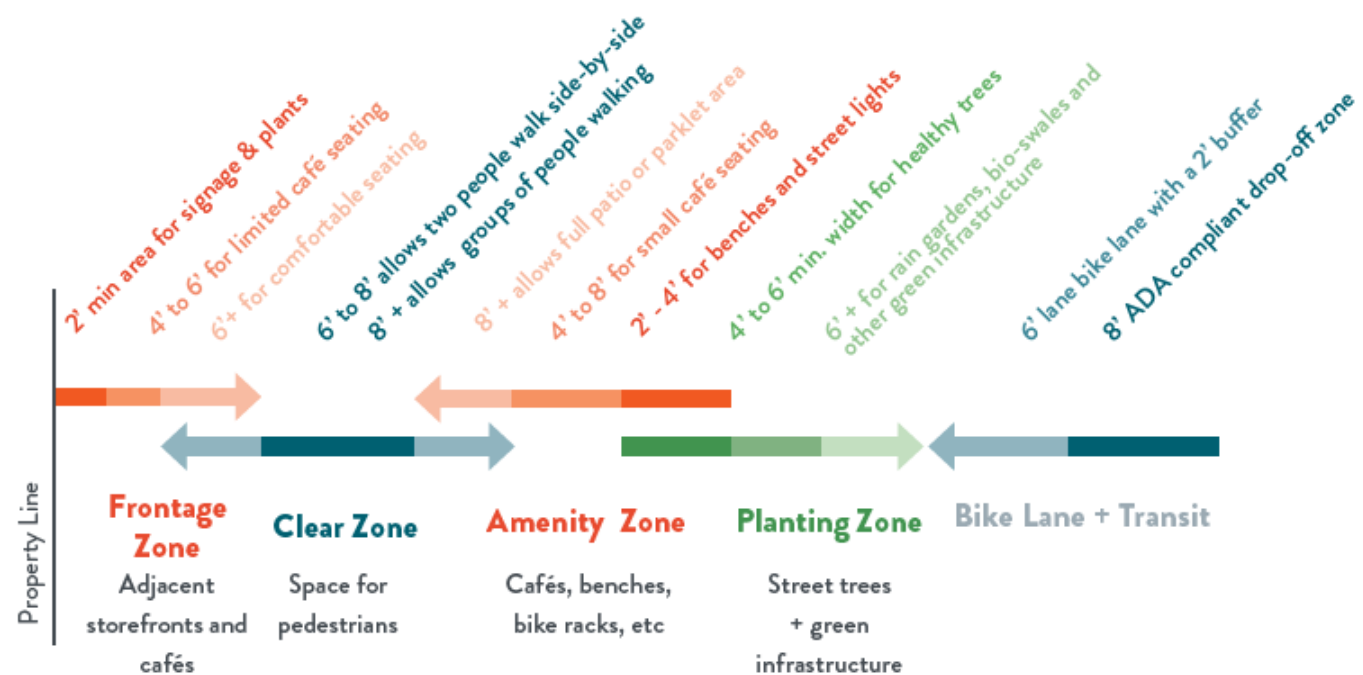 2' min area for signage & plants
4' to 6' for limited café seating
6'+ for comfortable seating
6' to 8' allows two people walk side-by-side
8' + allows groups of people walking
8' + allows full patio or parklet area
4' to 8' for small café seating
2' - 4' for benches and street lights
4' to 6' min. width for healthy trees
6' + for rain gardens, bio-swales and
other green infrastructure
6' lane bike lane with a 2' buffer
8' ADA compliant drop-off zone
Property Line
Frontage
Zone
Adjacent
storefronts and
cafés
Clear Zone
Space for
pedestrians
Amenity Zone
Cafés, benches,
bike racks, etc
Planting Zone
Street trees
+ green
infrastructure
Bike Lane + Transit